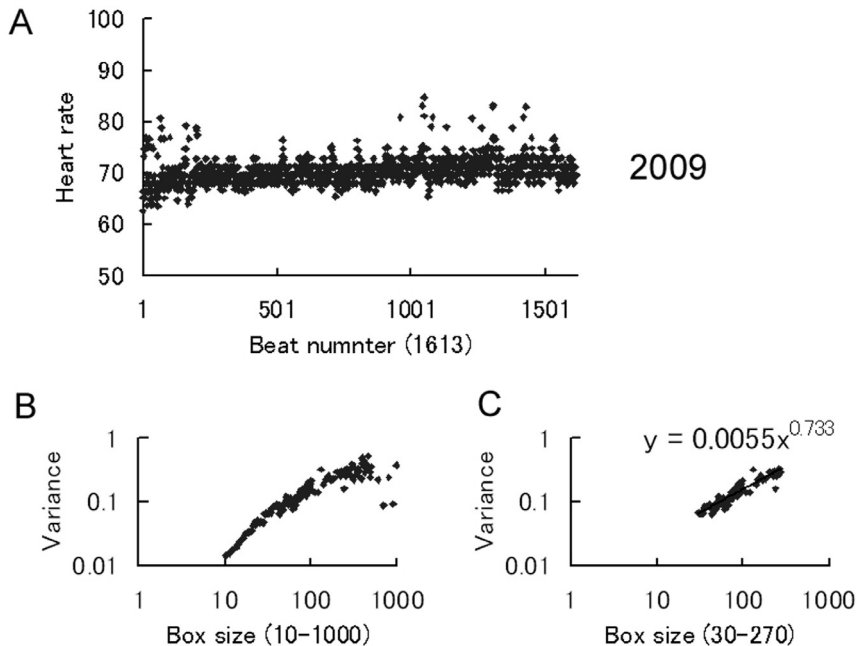 A
100
90
80
70
60
50
Heart rate
1
501
1001
1501
Beat numnter (1613)
2009
B
1
0.1
0.01
Variance
1
10
100
1000
Box size (10-1000)
C
y = 0.0055x^0.733
1
0.1
0.01
Variance
1
10
100
1000
Box size (30-270)